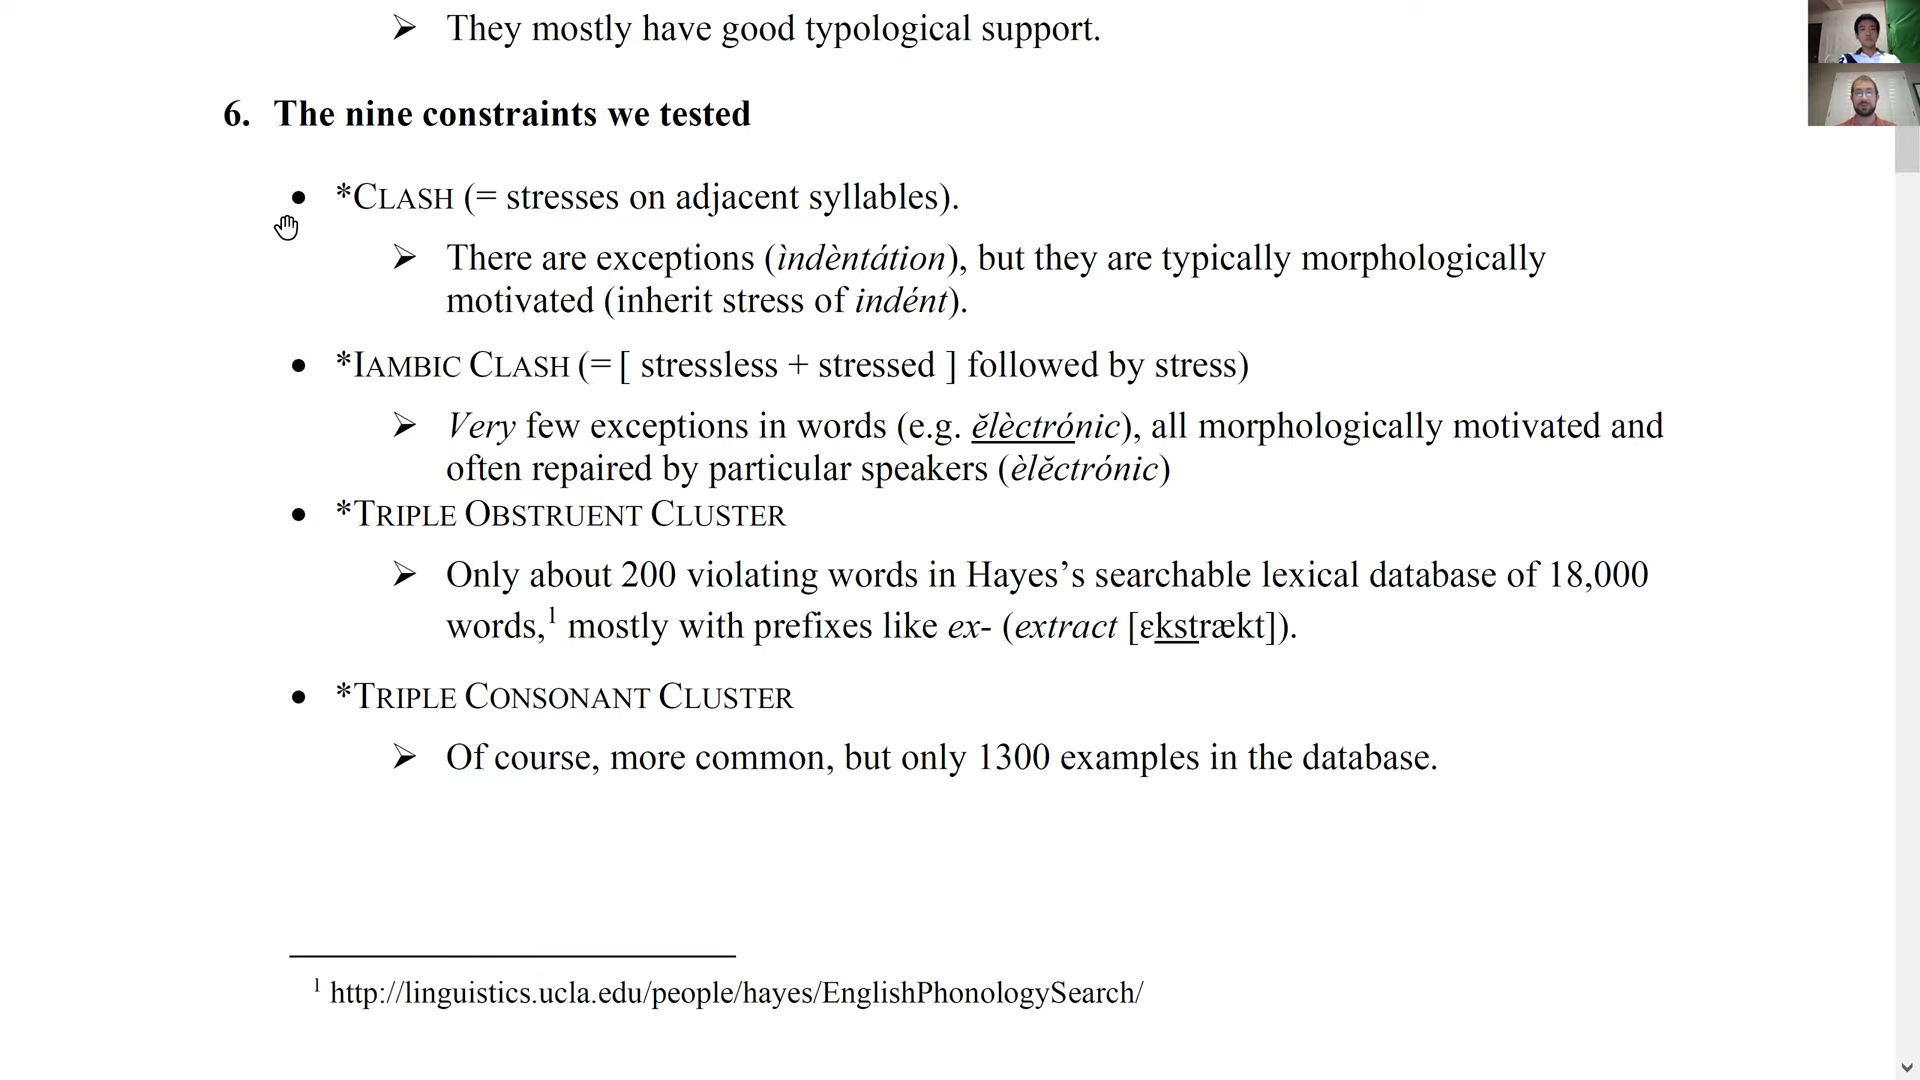 ➢ They mostly have good typological support.
6. The nine constraints we tested
• *CLASH (= stresses on adjacent syllables).
➢ There are exceptions (ìndèntátion), but they are typically morphologically
motivated (inherit stress of indént).
• *IAMBIC CLASH (= [ stressless + stressed ] followed by stress)
➢ Very few exceptions in words (e.g. ĕlèctrónic), all morphologically motivated and
often repaired by particular speakers (èlĕctrónic)
• *TRIPLE OBSTRUENT CLUSTER
➢ Only about 200 violating words in Hayes’s searchable lexical database of 18,000
words,1 mostly with prefixes like ex- (extract [ɛkstrækt]).
• *TRIPLE CONSONANT CLUSTER
➢ Of course, more common, but only 1300 examples in the database.
1 http://linguistics.ucla.edu/people/hayes/EnglishPhonologySearch/